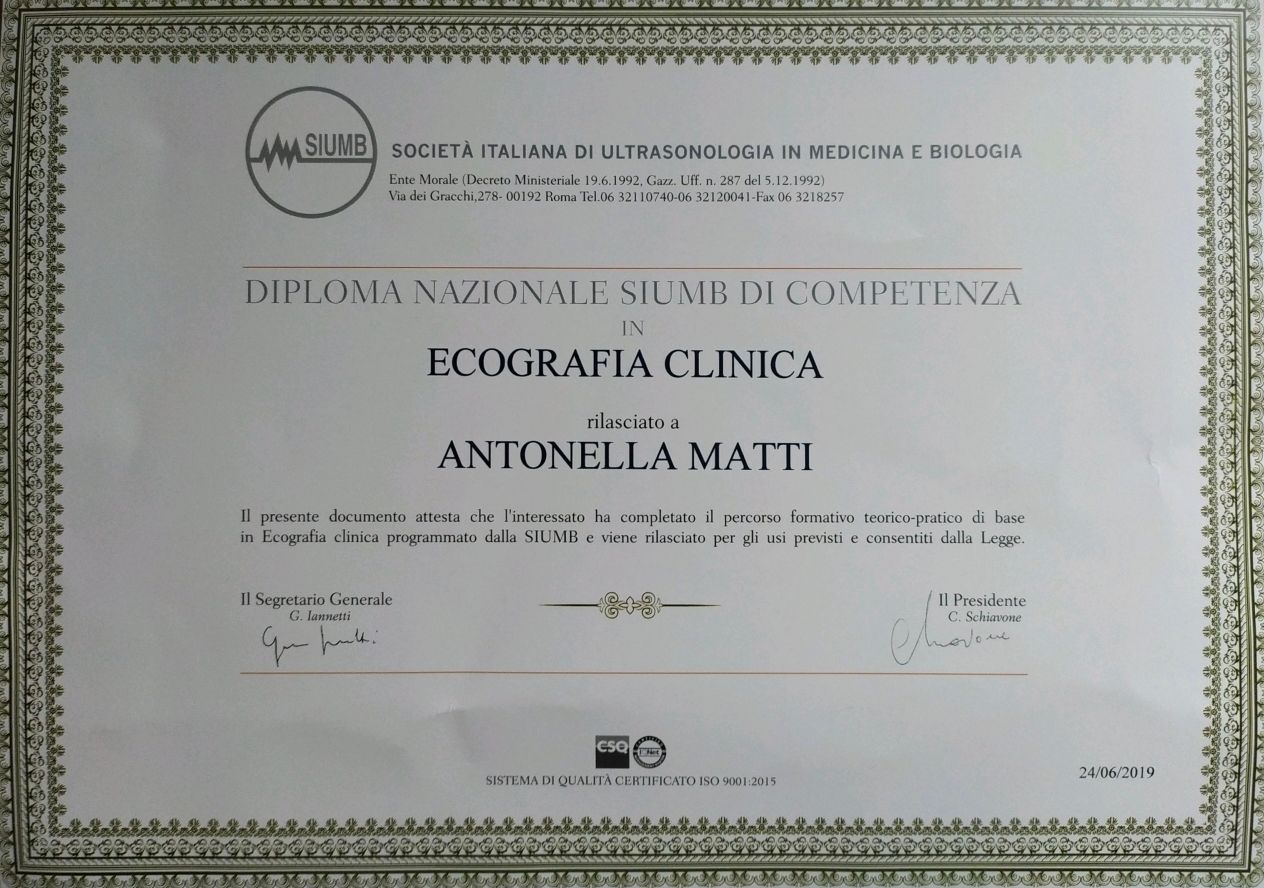 SIUMB
SOCIETÀ ITALIANA DI ULTRASONOLOGIA IN MEDICINA E BIOLOGIA
Ente Morale (Decreto Ministeriale 19.6.1992, Gazz. Uff. n. 287 del 5.12.1992)
Via dei Gracchi,278- 00192 Roma Tel.06 32110740-06 32120041-Fax 06 3218257
DIPLOMA NAZIONALE SIUMB DI COMPETENZA
IN
ECOGRAFIA CLINICA
rilasciato a
ANTONELLA MATTI
Il presente documento attesta che l'interessato ha completato il percorso formativo teorico-pratico di base
in Ecografia clinica programmato dalla SIUMB e viene rilasciato per gli usi previsti e consentiti dalla Legge.
Il Segretario Generale
G. Iannetti
Il Presidente
C. Schiavone
CSQ
SISTEMA DI QUALITÀ CERTIFICATO ISO 9001:2015
24/06/2019